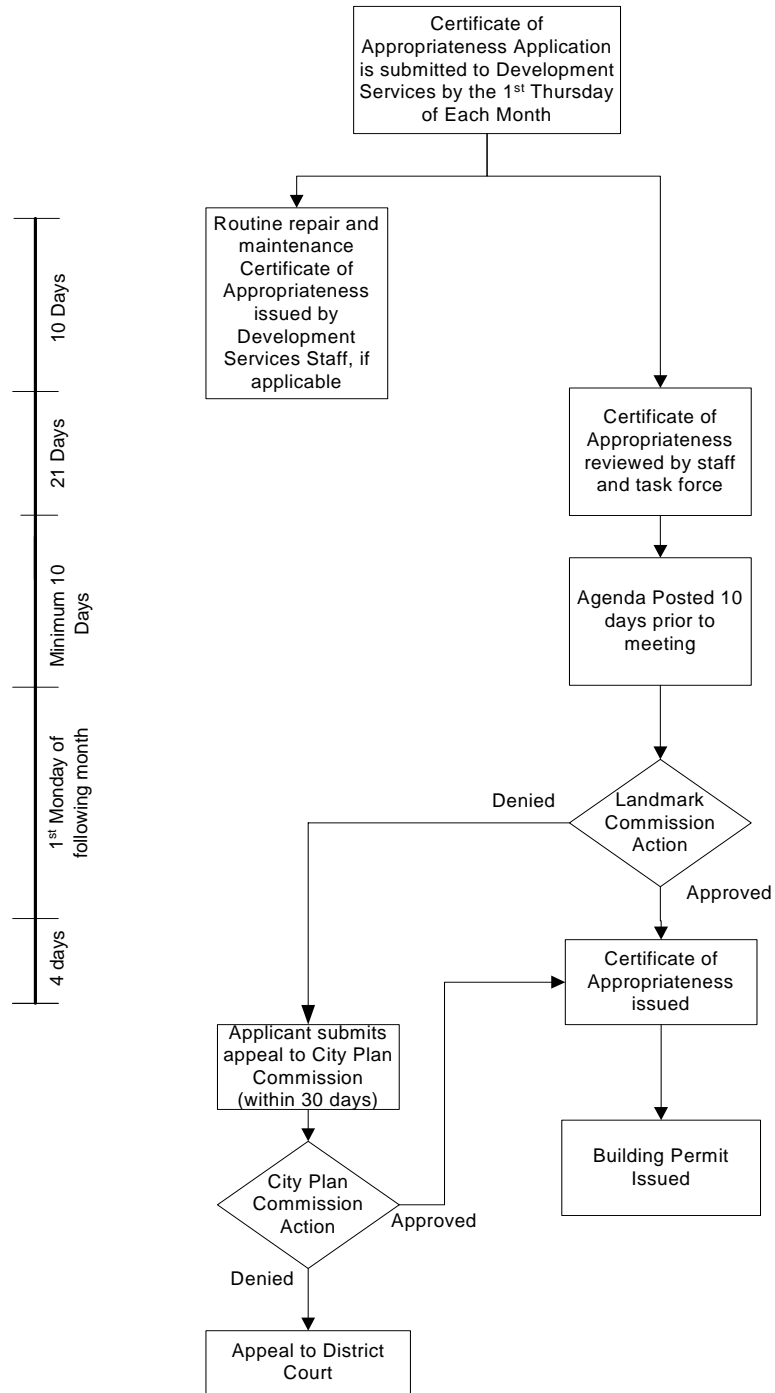 Certificate of
Appropriateness Application
is submitted to Development
Services by the 1st Thursday
of Each Month
Routine repair and
maintenance
Certificate of
Appropriateness
issued by
Development
Services Staff, if
applicable
10 Days
Certificate of
Appropriateness
reviewed by staff
and task force
21 Days
Agenda Posted 10
days prior to
meeting
Minimum 10
Days
Landmark
Commission
Action
Denied
Approved
1st Monday of
following month
Certificate of
Appropriateness
issued
4 days
Applicant submits
appeal to City Plan
Commission
(within 30 days)
Building Permit
Issued
City Plan
Commission
Action
Approved
Denied
Appeal to District
Court